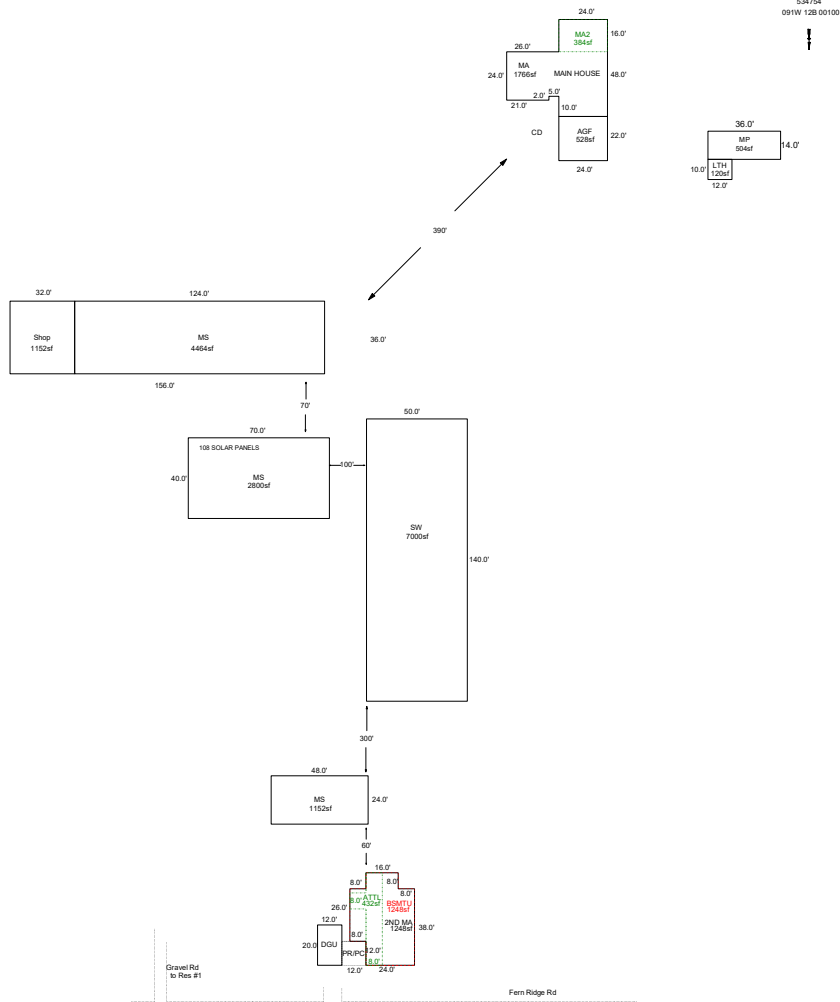 534754
091W 12B 00100
24.0'
MA2
384sf
16.0'
26.0'
MA
1766sf
MAIN HOUSE
24.0'
48.0'
5.0'
2.0'
21.0'
10.0'
CD
AGF
528sf
22.0'
24.0'
36.0'
MP
504sf
14.0'
10.0'
LTH
120sf
12.0'
390'
32.0'
124.0'
Shop
1152sf
MS
4464sf
36.0'
156.0'
70'
70.0'
108 SOLAR PANELS
100'
MS
2800sf
40.0'
50.0'
SW
7000sf
140.0'
300'
48.0'
MS
1152sf
24.0'
60'
16.0'
8.0'
8.0'
8.0'
8.0'
ATTL
432sf
BSMTU
1248sf
26.0'
2ND MA
1248sf
38.0'
12.0'
8.0'
20.0'
DGU
PR/PC
12.0'
8.0'
12.0'
24.0'
Gravel Rd
to Res #1
Fern Ridge Rd